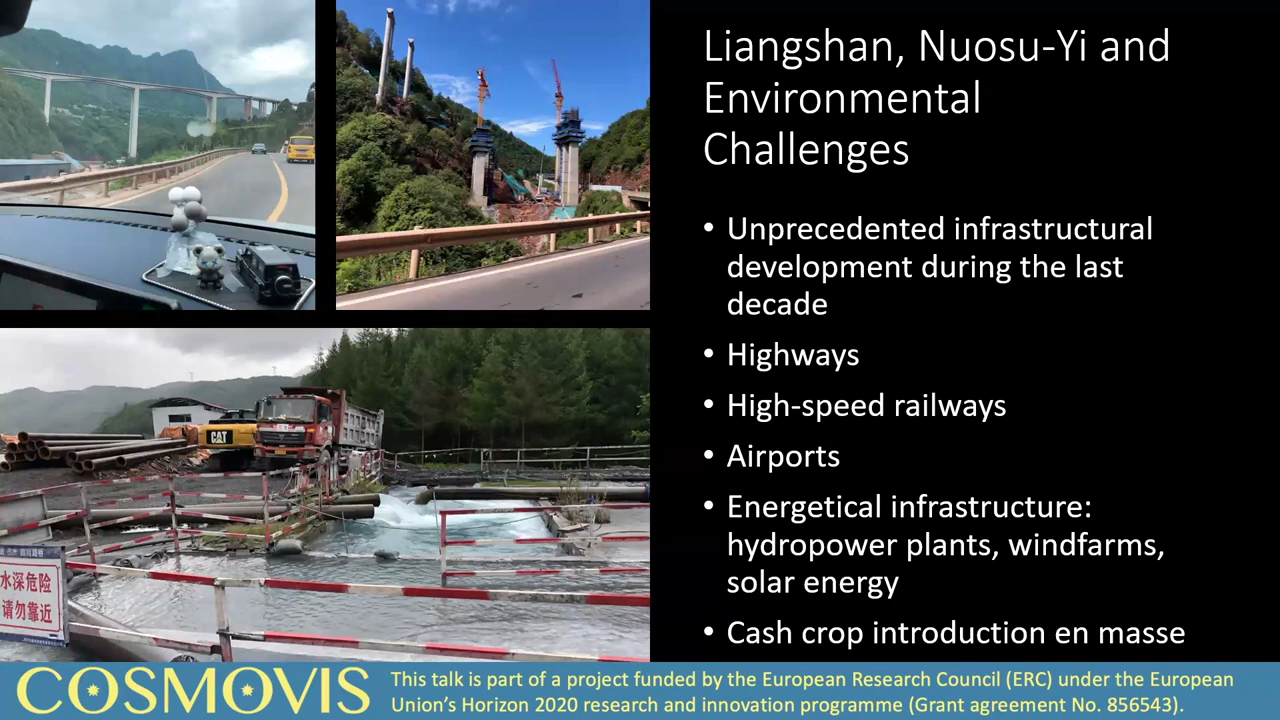 Liangshan, Nuosu-Yi and
Environmental
Challenges
• Unprecedented infrastructural
development during the last
decade
• Highways
• High-speed railways
• Airports
• Energetical infrastructure:
hydropower plants, windfarms,
solar energy
• Cash crop introduction en masse
CAT
水深危险
请勿靠近
COSMOVIS
This talk is part of a project funded by the European Research Council (ERC) under the European
Union's Horizon 2020 research and innovation programme (Grant agreement No. 856543).